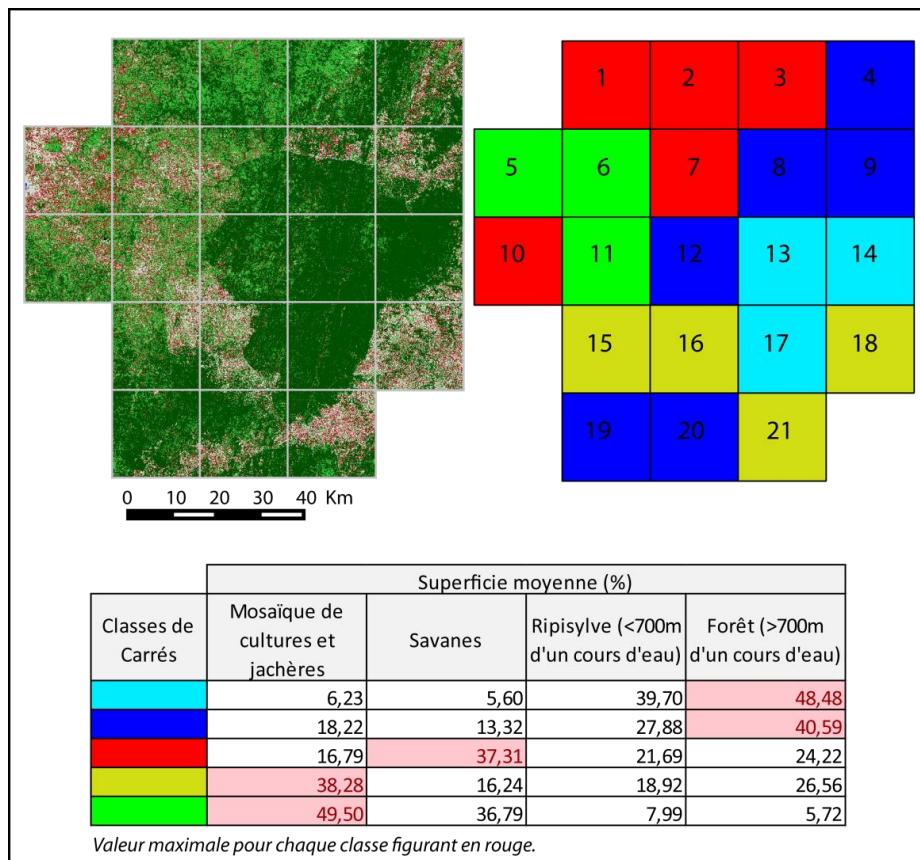 1 2 3 4
5 6 7 8 9
10 11 12 13 14
15 16 17 18
19 20 21
0 10 20 30 40 Km
Superficie moyenne (%)
Classes de Carrés
Mosaïque de cultures et jachères
Savanes
Ripisylve (<700m d'un cours d'eau)
Forêt (>700m d'un cours d'eau)
6,23 5,60 39,70 48,48
18,22 13,32 27,88 40,59
16,79 37,31 21,69 24,22
38,28 16,24 18,92 26,56
49,50 36,79 7,99 5,72
Valeur maximale pour chaque classe figurant en rouge.